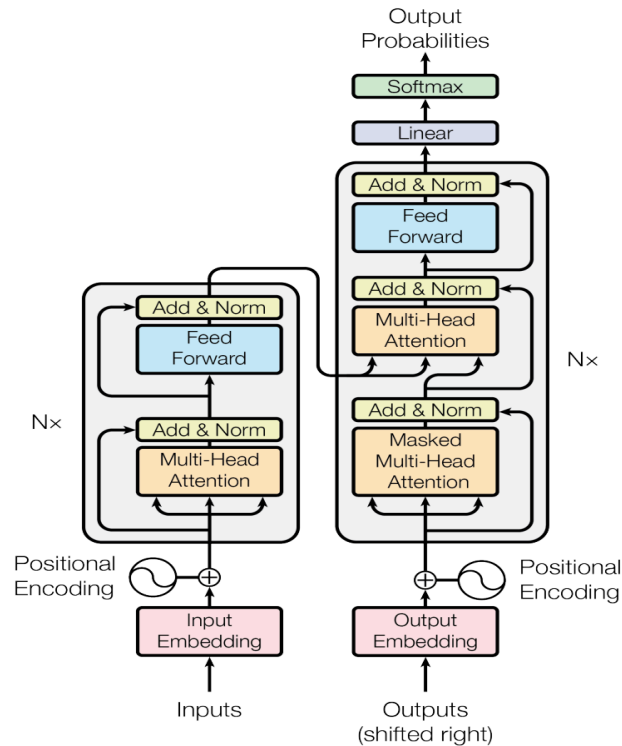 Output
Probabilities
Softmax
Linear
Add & Norm
Feed
Forward
Add & Norm
Multi-Head
Attention
Add & Norm
Masked
Multi-Head
Attention
N×
Add & Norm
Feed
Forward
N×
Add & Norm
Multi-Head
Attention
Positional
Encoding
Positional
Encoding
Input
Embedding
Output
Embedding
Inputs
Outputs
(shifted right)